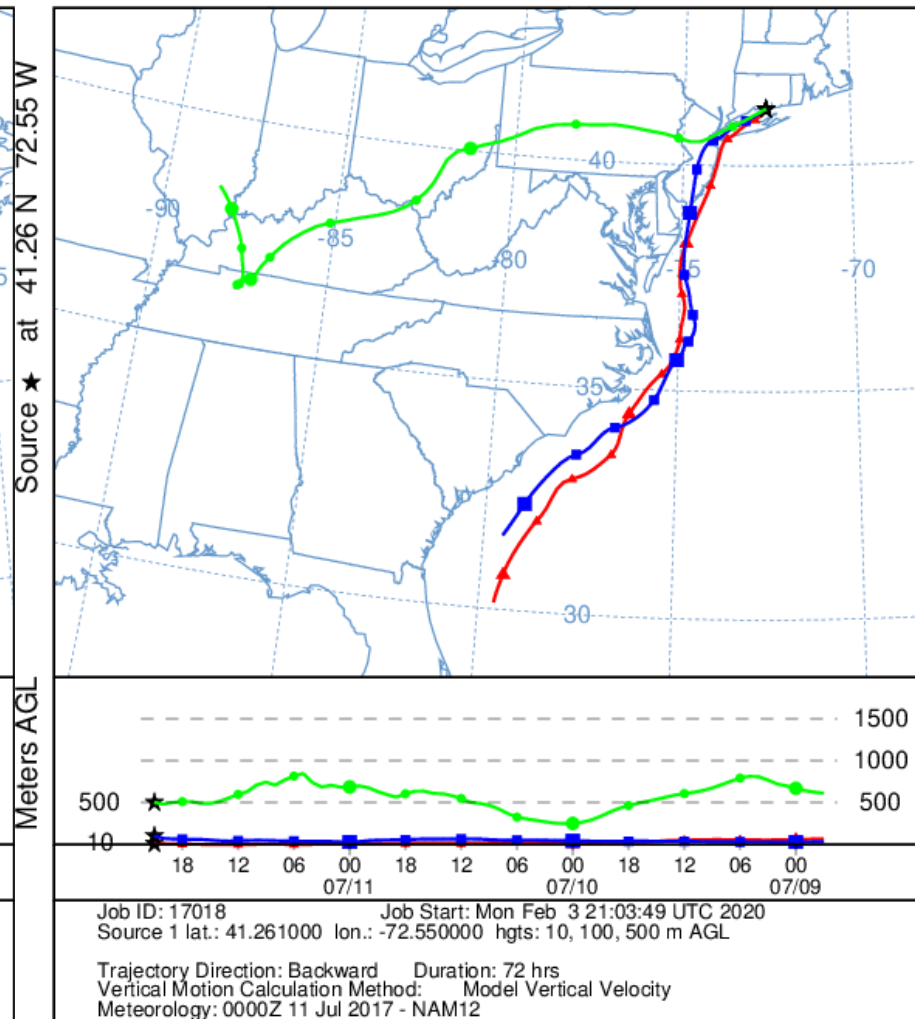 Source ★ at 41.26 N 72.55 W
40
-90
-85
-80
-75
-70
35
30
Meters AGL
1500
1000
500
500
10
18 12 06 00 18 12 06 00 18 12 06 00
07/11 07/10 07/09
Job ID: 17018 Job Start: Mon Feb 3 21:03:49 UTC 2020
Source 1 lat.: 41.261000 lon.: -72.550000 hgts: 10, 100, 500 m AGL
Trajectory Direction: Backward Duration: 72 hrs
Vertical Motion Calculation Method: Model Vertical Velocity
Meteorology: 0000Z 11 Jul 2017 - NAM12